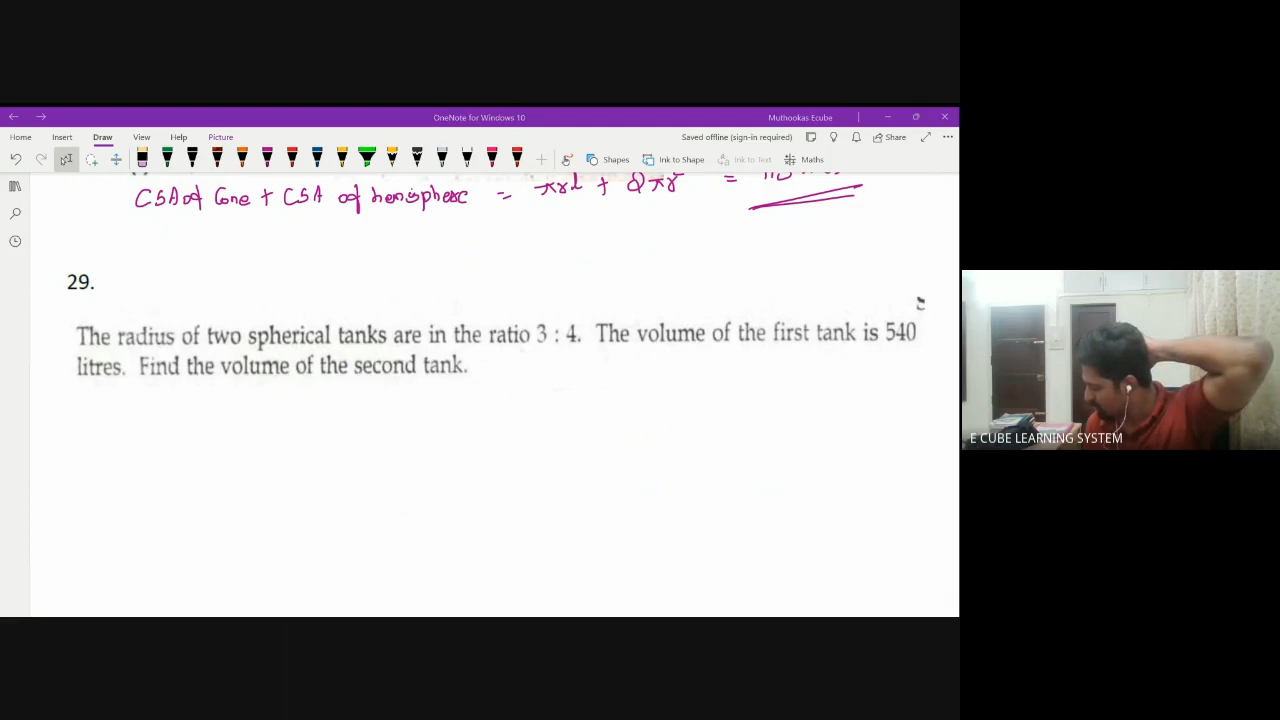 OneNote for Windows 10
Muthookas Ecube
Home Insert Draw View Help Picture
Saved offline (sign-in required) Share
Shapes Ink to Shape Ink to Text Maths
CSA of Cone + CSA of hemisphere = πrl + 2πr² =
29.
The radius of two spherical tanks are in the ratio 3 : 4. The volume of the first tank is 540
litres. Find the volume of the second tank.
E CUBE LEARNING SYSTEM